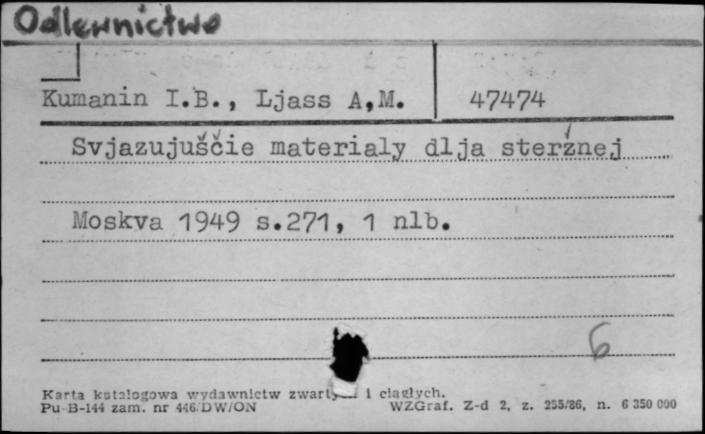 Odlewnictwo
Kumanin I.B., Ljass A,M. 47474
Svjazujuščie materialy dlja steržnej
Moskva 1949 s.271, 1 nlb.
6
Karta katalogowa wydawnictw zwartych i ciągłych.
Pu-B-144 zam. nr 446/DW/ON WZGraf. Z-d 2, z. 255/86, n. 6 350 000